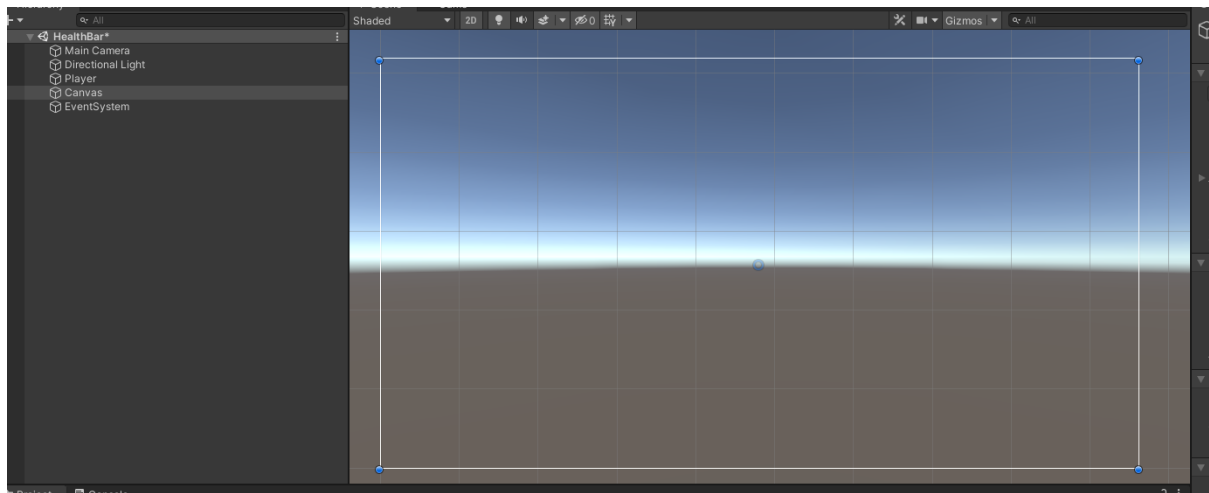 All
Shaded
2D
0
Gizmos
All
HealthBar*
Main Camera
Directional Light
Player
Canvas
EventSystem